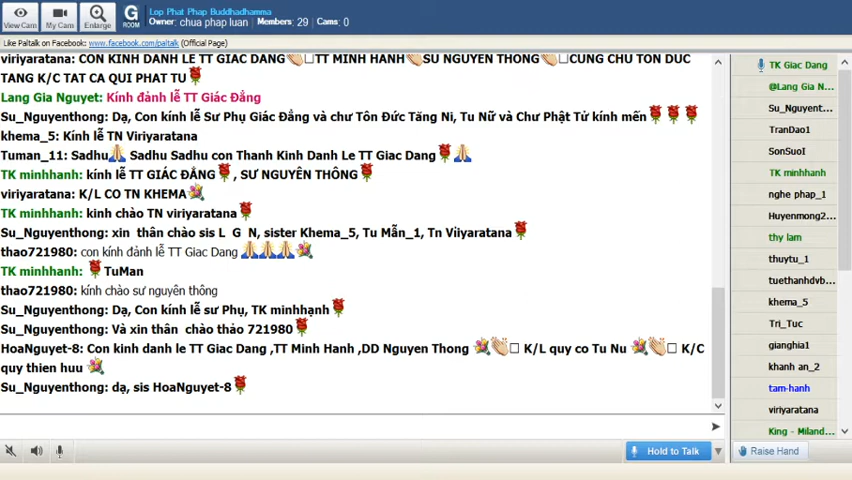 View Cam
My Cam
Enlarge
G
ROOM
Lop Phat Phap Buddhadhamma
Owner: chua phap luan Members: 29 Cams: 0
Like Paltalk on Facebook: www.facebook.com/paltalk (Official Page)
viriyaratana: CON KINH DANH LE TT GIAC DANG👏□TT MINH HANH👏SU NGUYEN THONG👏□CUNG CHU TON DUC
TANG K/C TAT CA QUI PHAT TU🌹
Lang Gia Nguyet: Kính đảnh lễ TT Giác Đẳng
Su_Nguyenthong: Dạ, Con kính lễ Sư Phụ Giác Đẳng và chư Tôn Đức Tăng Ni, Tu Nữ và Chư Phật Tử kính mến🌹🌹🌹
khema_5: Kính lễ TN Viriyaratana
Tuman_11: Sadhu🙏 Sadhu Sadhu con Thanh Kinh Danh Le TT Giac Dang🌹🙏
TK minhhanh: kính lễ TT GIÁC ĐẲNG🌹, SƯ NGUYÊN THÔNG🌹
viriyaratana: K/L CO TN KHEMA💐
TK minhhanh: kinh chào TN viriyaratana🌹
Su_Nguyenthong: xin thân chào sis L G N, sister Khema_5, Tu Mẫn_1, Tn Viiyaratana🌹
thao721980: con kính đảnh lễ TT Giac Dang 🙏🙏🙏💐
TK minhhanh: 🌹TuMan
thao721980: kính chào sư nguyên thông
Su_Nguyenthong: Dạ, Con kính lễ sư Phụ, TK minhhạnh🌹
Su_Nguyenthong: Và xin thân chào thảo 721980🌹
HoaNguyet-8: Con kinh danh le TT Giac Dang ,TT Minh Hanh ,DD Nguyen Thong 💐👏□ K/L quy co Tu Nu 💐👏□ K/C
quy thien huu 💐
Su_Nguyenthong: dạ, sis HoaNguyet-8🌹
TK Giac Dang
@Lang Gia N...
Su_Nguyent...
TranDao1
SonSuoI
TK minhhanh
nghe phap_1
Huyenmong2...
thy lam
thuytu_1
tuethanhdvb...
khema_5
Tri_Tuc
gianghia1
khanh an_2
tam-hanh
viriyaratana
King - Miland...
Hold to Talk
Raise Hand